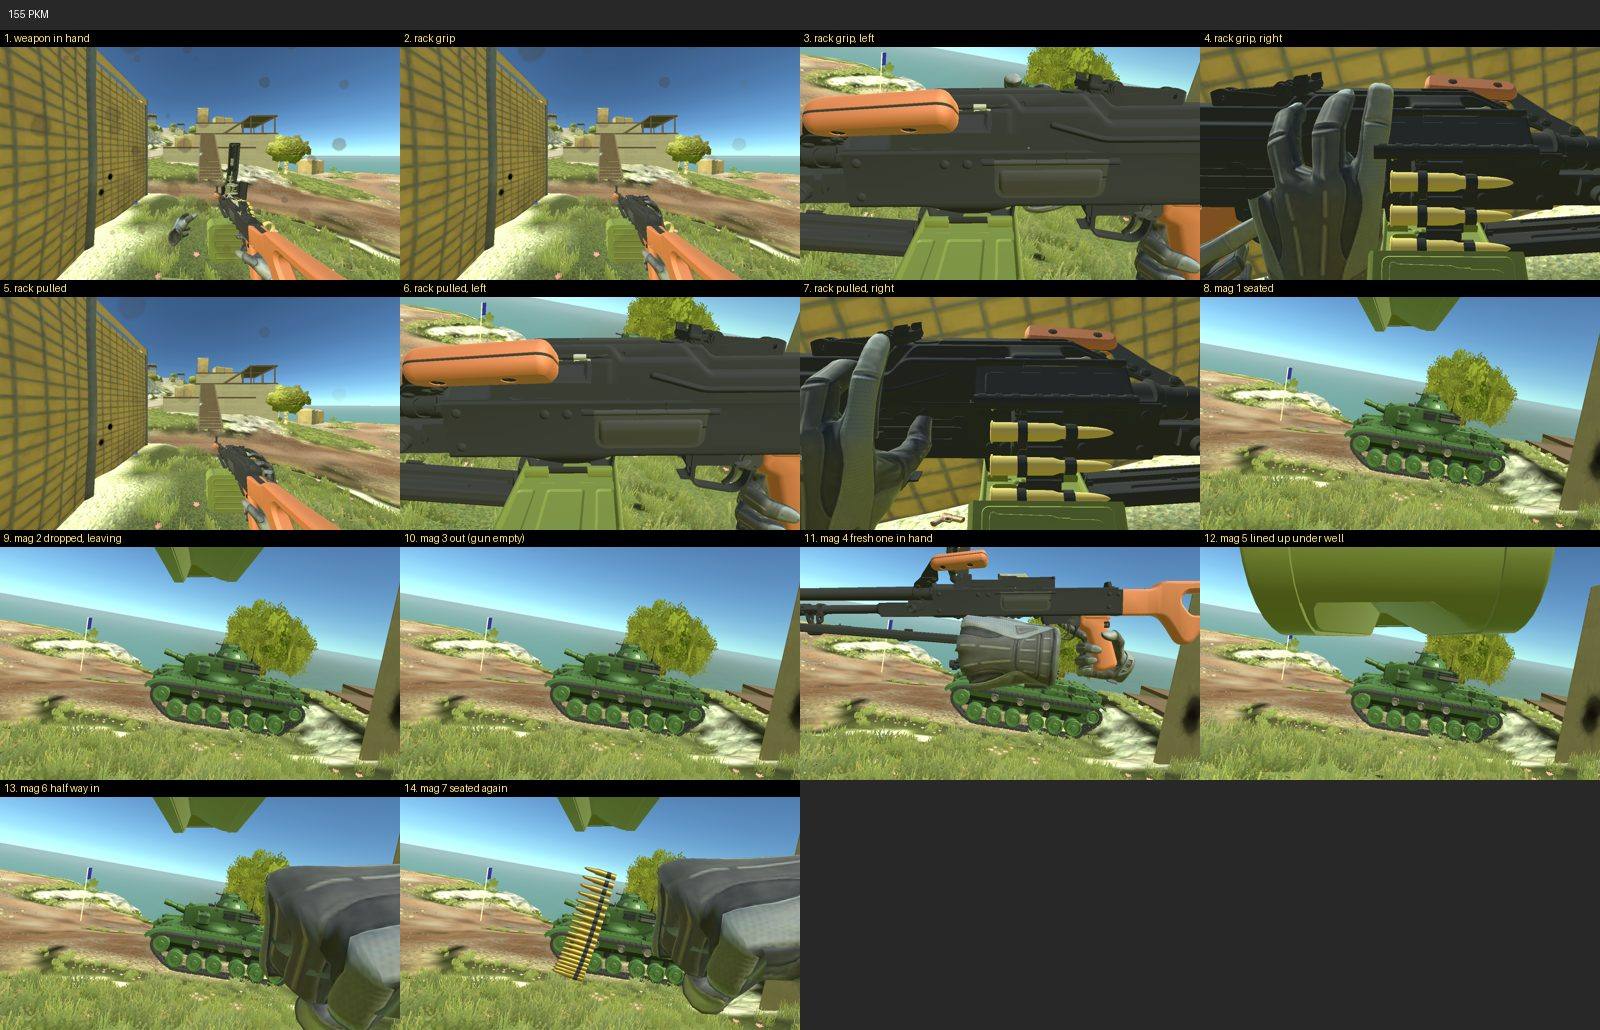 155 PKM
1. weapon in hand
2. rack grip
3. rack grip, left
4. rack grip, right
5. rack pulled
6. rack pulled, left
7. rack pulled, right
8. mag 1 seated
9. mag 2 dropped, leaving
10. mag 3 out (gun empty)
11. mag 4 fresh one in hand
12. mag 5 lined up under well
13. mag 6 half way in
14. mag 7 seated again